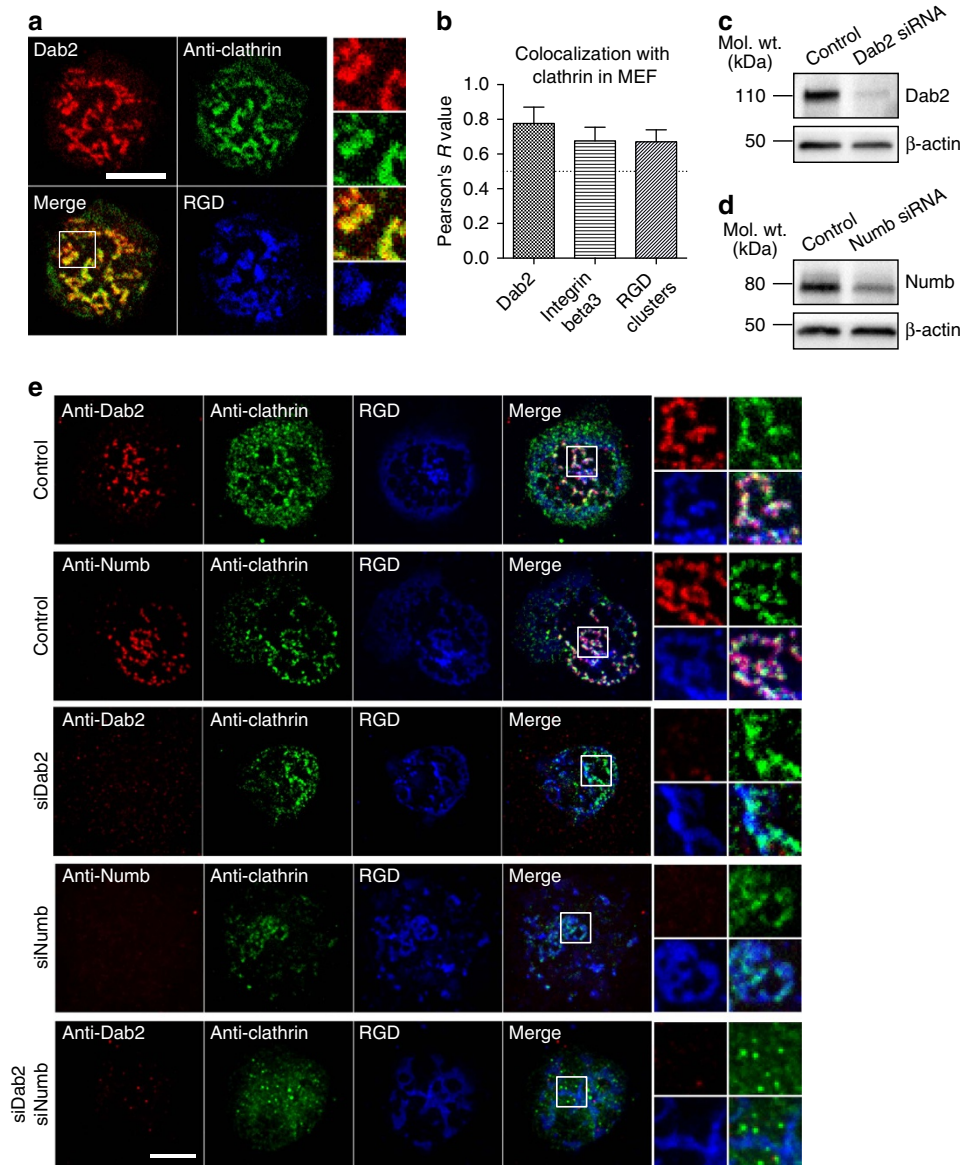 a
Dab2
Anti-clathrin
Merge
RGD
b
Colocalization with
clathrin in MEF
Pearson's R value
1.0
0.8
0.6
0.4
0.2
0.0
Dab2
Integrin
beta3
RGD
clusters
c
Mol. wt.
(kDa)
Control
Dab2 siRNA
110
Dab2
50
β-actin
d
Mol. wt.
(kDa)
Control
Numb siRNA
80
Numb
50
β-actin
e
Control
Anti-Dab2
Anti-clathrin
RGD
Merge
Control
Anti-Numb
Anti-clathrin
RGD
Merge
siDab2
Anti-Dab2
Anti-clathrin
RGD
Merge
siNumb
Anti-Numb
Anti-clathrin
RGD
Merge
siDab2
siNumb
Anti-Dab2
Anti-clathrin
RGD
Merge